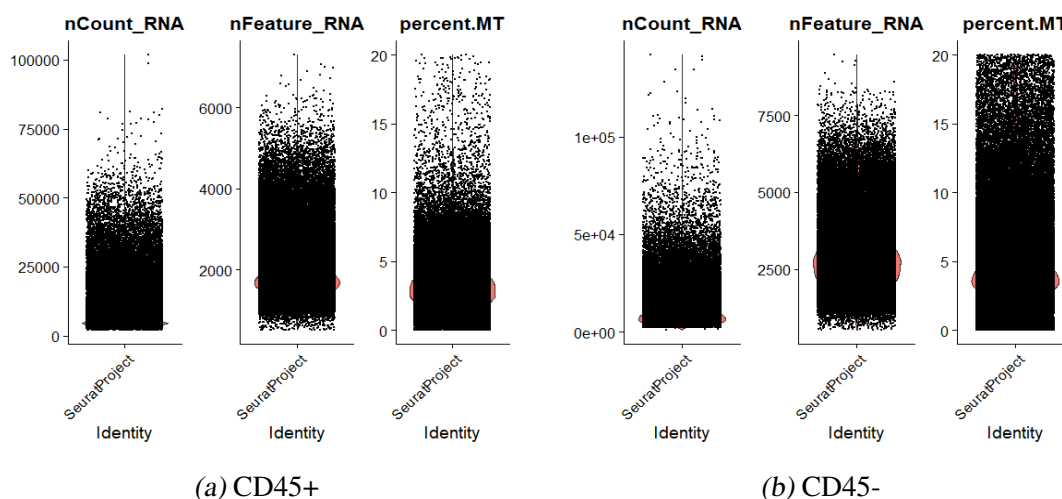 nCount_RNA nFeature_RNA percent.MT
100000
75000
50000
25000
0
6000
4000
2000
20
15
10
5
0
SeuratProject SeuratProject SeuratProject
Identity Identity Identity
(a) CD45+
nCount_RNA nFeature_RNA percent.MT
1e+05
5e+04
0e+00
7500
5000
2500
20
15
10
5
0
SeuratProject SeuratProject SeuratProject
Identity Identity Identity
(b) CD45-